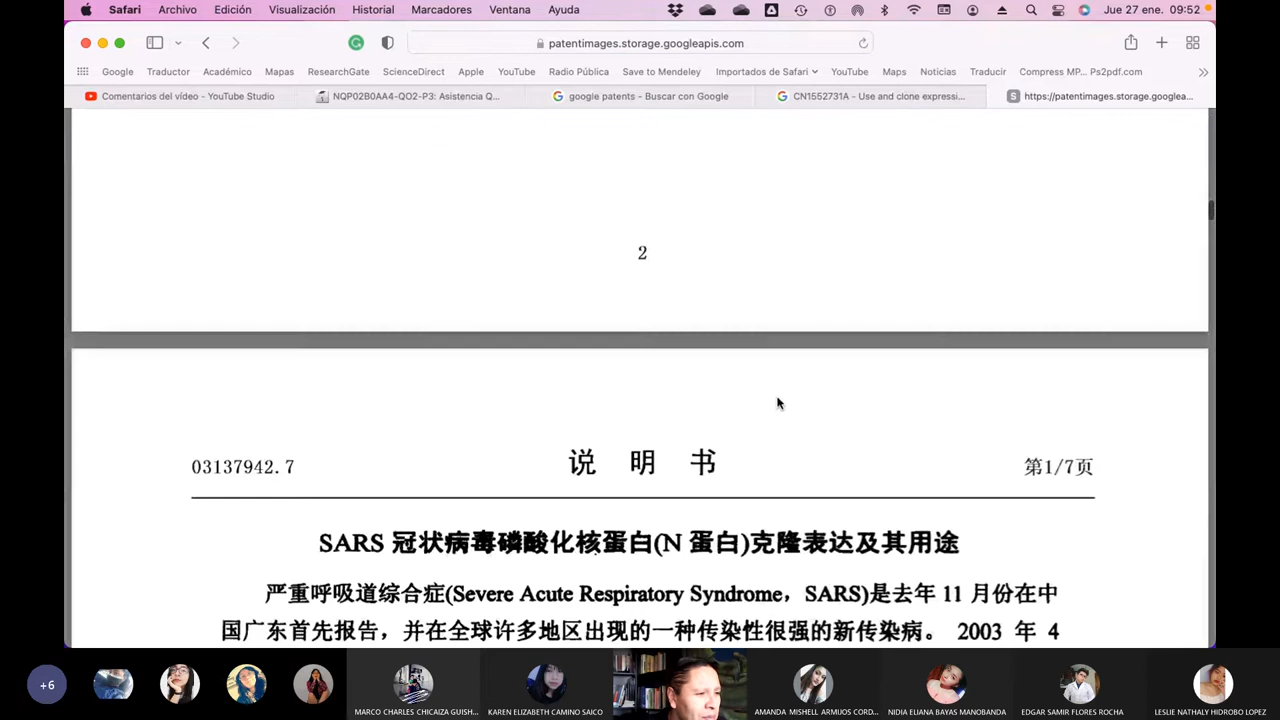 Safari Archivo Edición Visualización Historial Marcadores Ventana Ayuda Jue 27 ene. 09:52
patentimages.storage.googleapis.com
Google Traductor Académico Mapas ResearchGate ScienceDirect Apple YouTube Radio Pública Save to Mendeley Importados de Safari YouTube Maps Noticias Traducir Compress MP... Ps2pdf.com
Comentarios del vídeo - YouTube Studio NQP02B0AA4-QO2-P3: Asistencia Q... google patents - Buscar con Google CN1552731A - Use and clone expressi... S https://patentimages.storage.googlea...
2
03137942.7 说 明 书 第1/7页
SARS 冠状病毒磷酸化核蛋白(N 蛋白)克隆表达及其用途
严重呼吸道综合症(Severe Acute Respiratory Syndrome，SARS)是去年 11 月份在中
国广东首先报告，并在全球许多地区出现的一种传染性很强的新传染病。 2003 年 4
+6 MARCO CHARLES CHICAIZA GUISH... KAREN ELIZABETH CAMINO SAICO AMANDA MISHELL ARMIJOS CORD... NIDIA ELIANA BAYAS MANOBANDA EDGAR SAMIR FLORES ROCHA LESLIE NATHALY HIDROBO LOPEZ